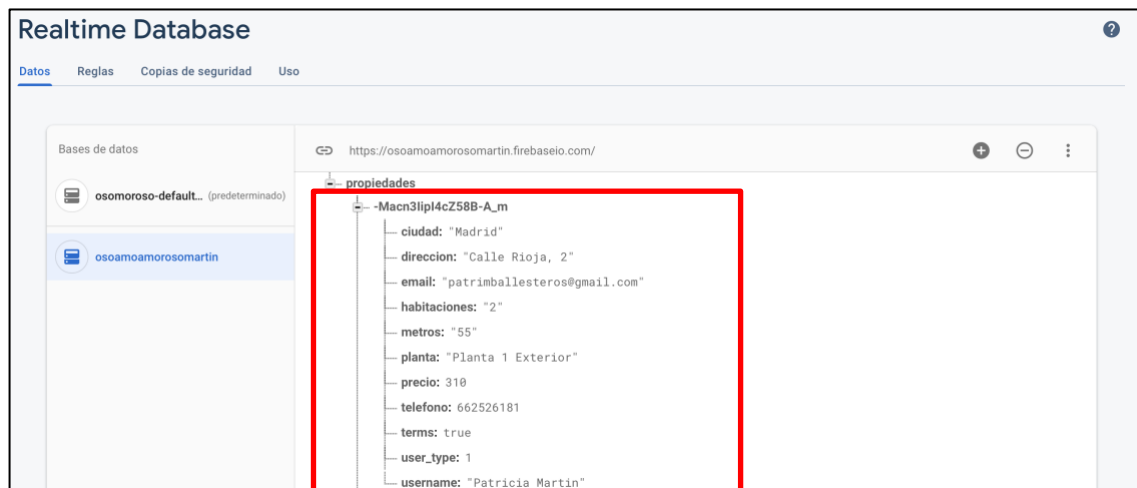 Realtime Database
Datos Reglas Copias de seguridad Uso
Bases de datos
osomoroso-default... (predeterminado)
osoamoamorosomartin
https://osoamoamorosomartin.firebaseio.com/
propiedades
-Macn3lipI4cZ58B-A_m
ciudad: "Madrid"
direccion: "Calle Rioja, 2"
email: "patrimballesteros@gmail.com"
habitaciones: "2"
metros: "55"
planta: "Planta 1 Exterior"
precio: 310
telefono: 662526181
terms: true
user_type: 1
username: "Patricia Martin"